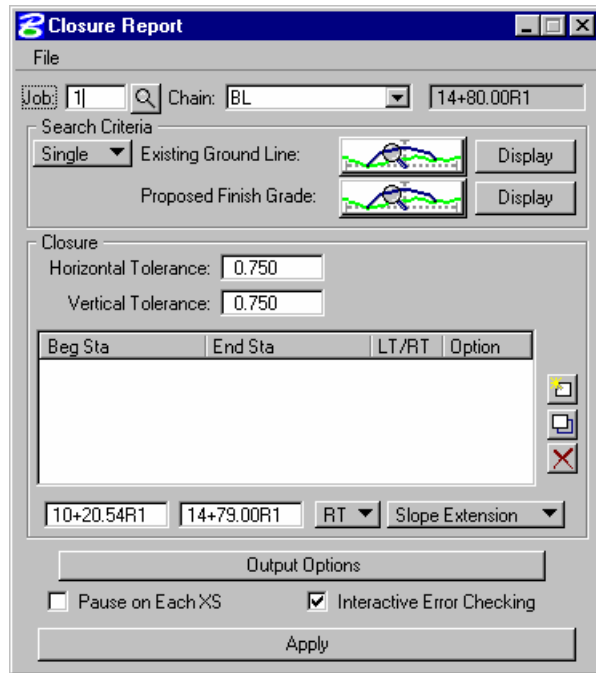 Closure Report
File
Job: 1 Chain: BL 14+80.00R1
Search Criteria
Single Existing Ground Line: Display
Proposed Finish Grade: Display
Closure
Horizontal Tolerance: 0.750
Vertical Tolerance: 0.750
Beg Sta End Sta LT/RT Option
10+20.54R1 14+79.00R1 RT Slope Extension
Output Options
Pause on Each XS Interactive Error Checking
Apply